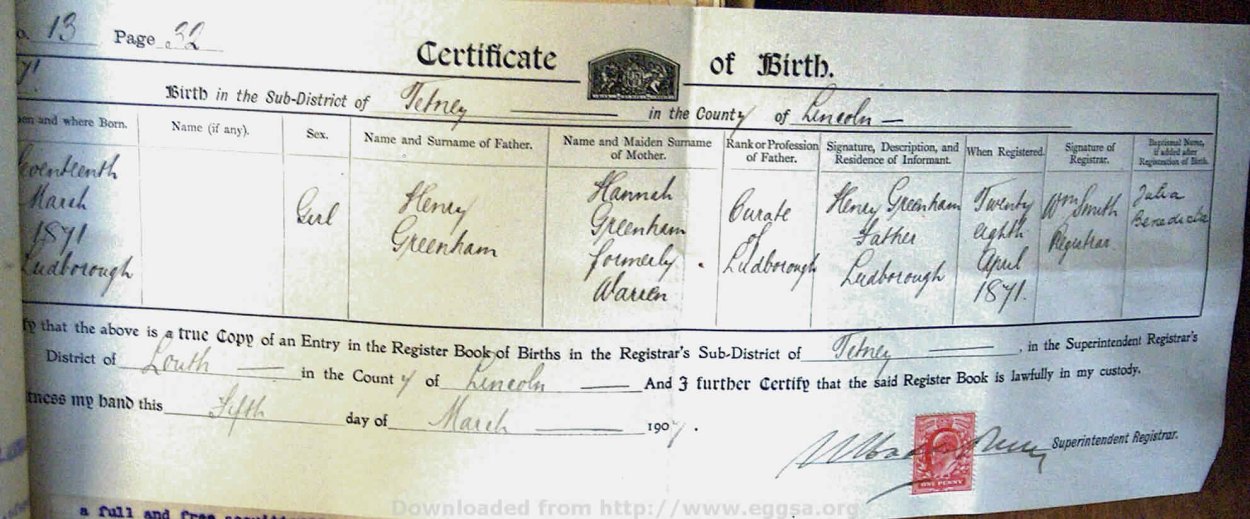 o. 13 Page 32
Certificate of Birth.
71
Birth in the Sub-District of Tetney in the County of Lincoln
en and where Born. Name (if any). Sex. Name and Surname of Father. Name and Maiden Surname of Mother. Rank or Profession of Father. Signature, Description, and Residence of Informant. When Registered. Signature of Registrar. Baptismal Name, if added after Registration of Birth.
eventeenth
March
1871
Ludborough
Girl
Henry
Greenham
Hannah
Greenham
formerly
Warren
Curate
of
Ludborough
Henry Greenham
Father
Ludborough
Twenty
eighth
April
1871.
Wm Smith
Registrar
Julia
Benedicta
fy that the above is a true Copy of an Entry in the Register Book of Births in the Registrar's Sub-District of Tetney, in the Superintendent Registrar's
District of Louth in the County of Lincoln And I further Certify that the said Register Book is lawfully in my custody.
tness my hand this Fifth day of March 1907.
Superintendent Registrar.
ONE PENNY
Downloaded from http://www.eggsa.org
a full and free